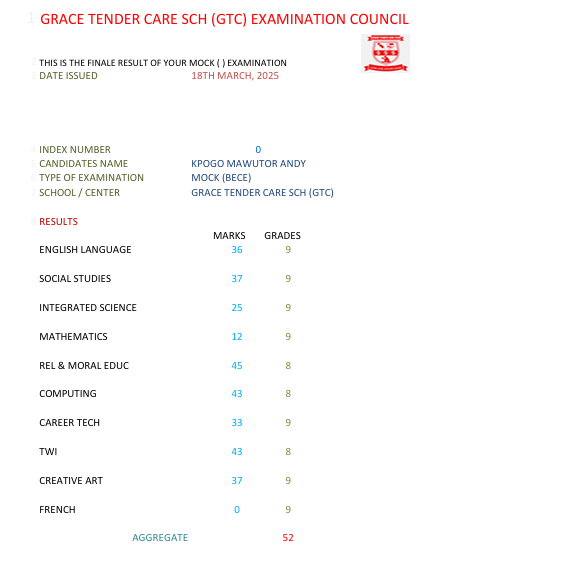 GRACE TENDER CARE SCH (GTC) EXAMINATION COUNCIL
THIS IS THE FINALE RESULT OF YOUR MOCK ( ) EXAMINATION
DATE ISSUED 18TH MARCH, 2025
INDEX NUMBER 0
CANDIDATES NAME KPOGO MAWUTOR ANDY
TYPE OF EXAMINATION MOCK (BECE)
SCHOOL / CENTER GRACE TENDER CARE SCH (GTC)
RESULTS
MARKS GRADES
ENGLISH LANGUAGE 36 9
SOCIAL STUDIES 37 9
INTEGRATED SCIENCE 25 9
MATHEMATICS 12 9
REL & MORAL EDUC 45 8
COMPUTING 43 8
CAREER TECH 33 9
TWI 43 8
CREATIVE ART 37 9
FRENCH 0 9
AGGREGATE 52